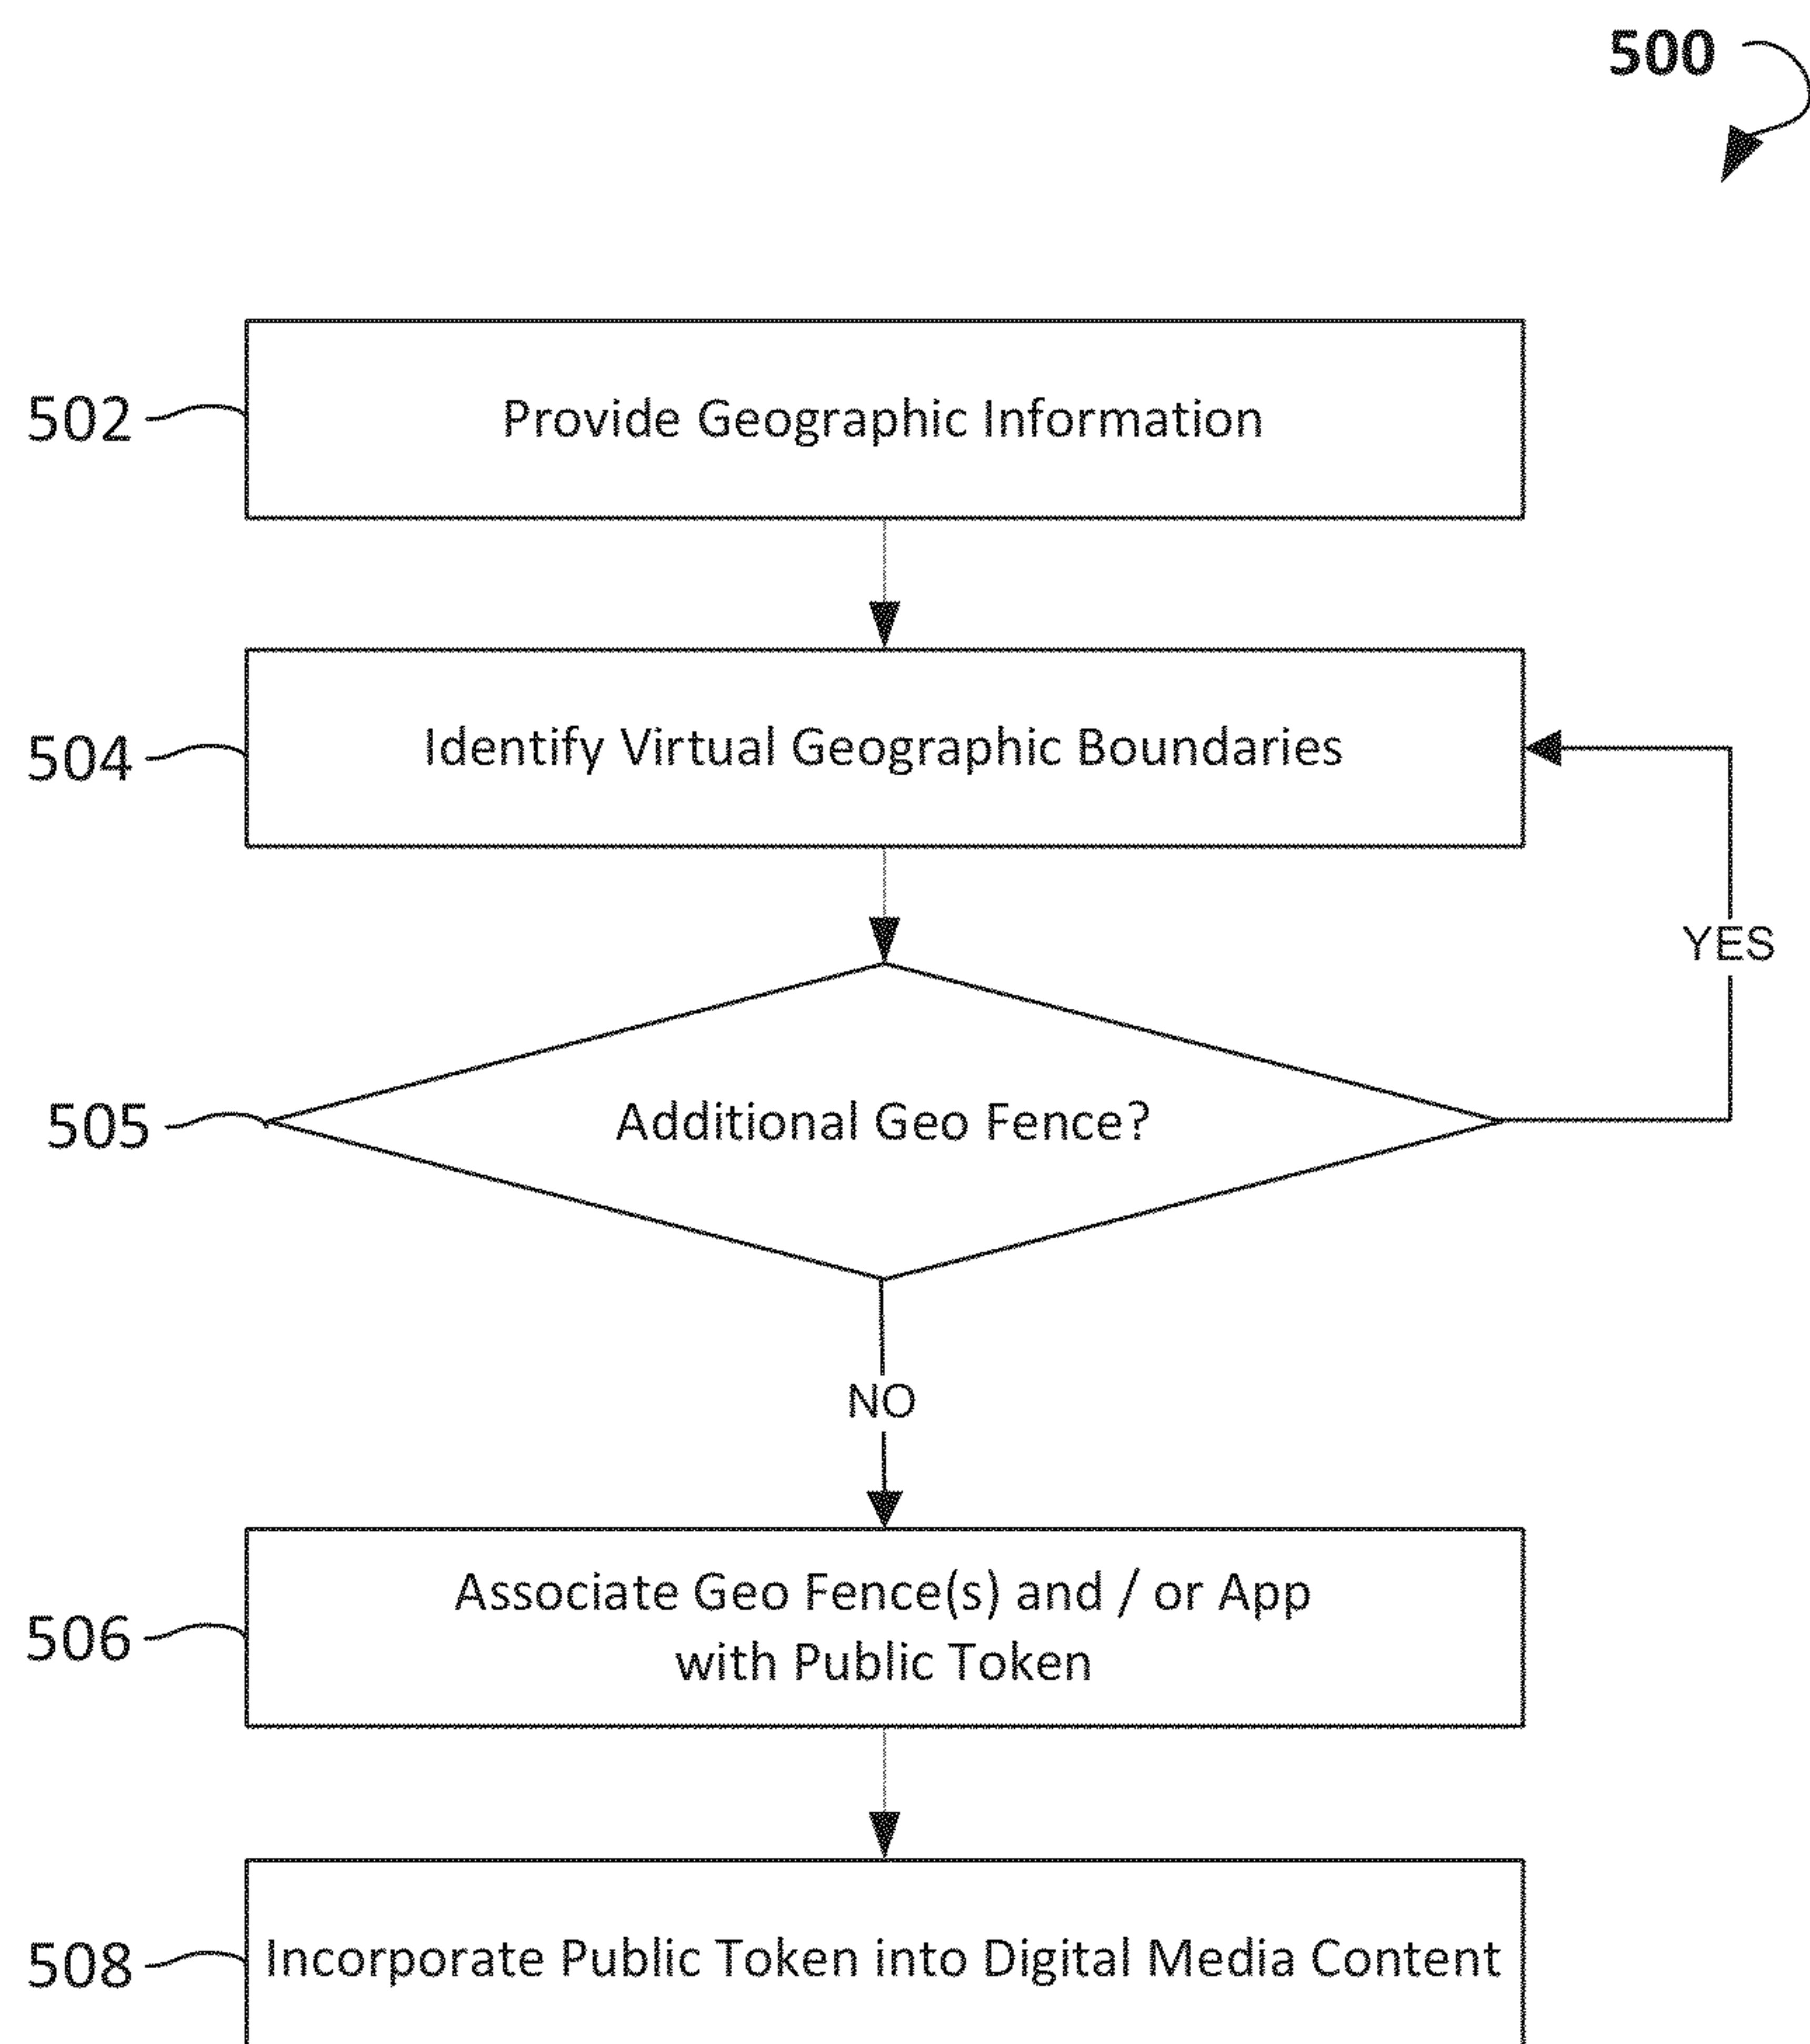 500
502
Provide Geographic Information
504
Identify Virtual Geographic Boundaries
YES
505
Additional Geo Fence?
NO
506
Associate Geo Fence(s) and / or App
with Public Token
508
Incorporate Public Token into Digital Media Content